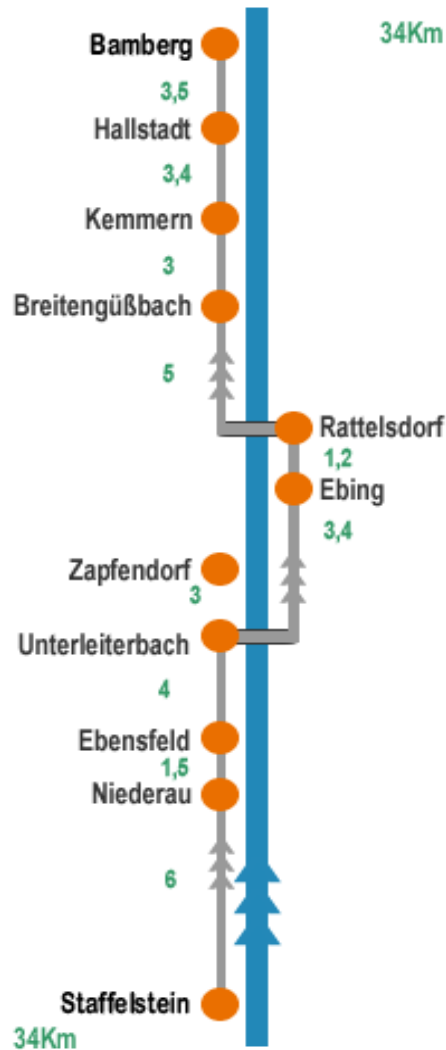 34Km
Bamberg
3,5
Hallstadt
3,4
Kemmern
3
Breitengüßbach
5
Rattelsdorf
1,2
Ebing
3,4
Zapfendorf
3
Unterleiterbach
4
Ebensfeld
1,5
Niederau
6
Staffelstein
34Km